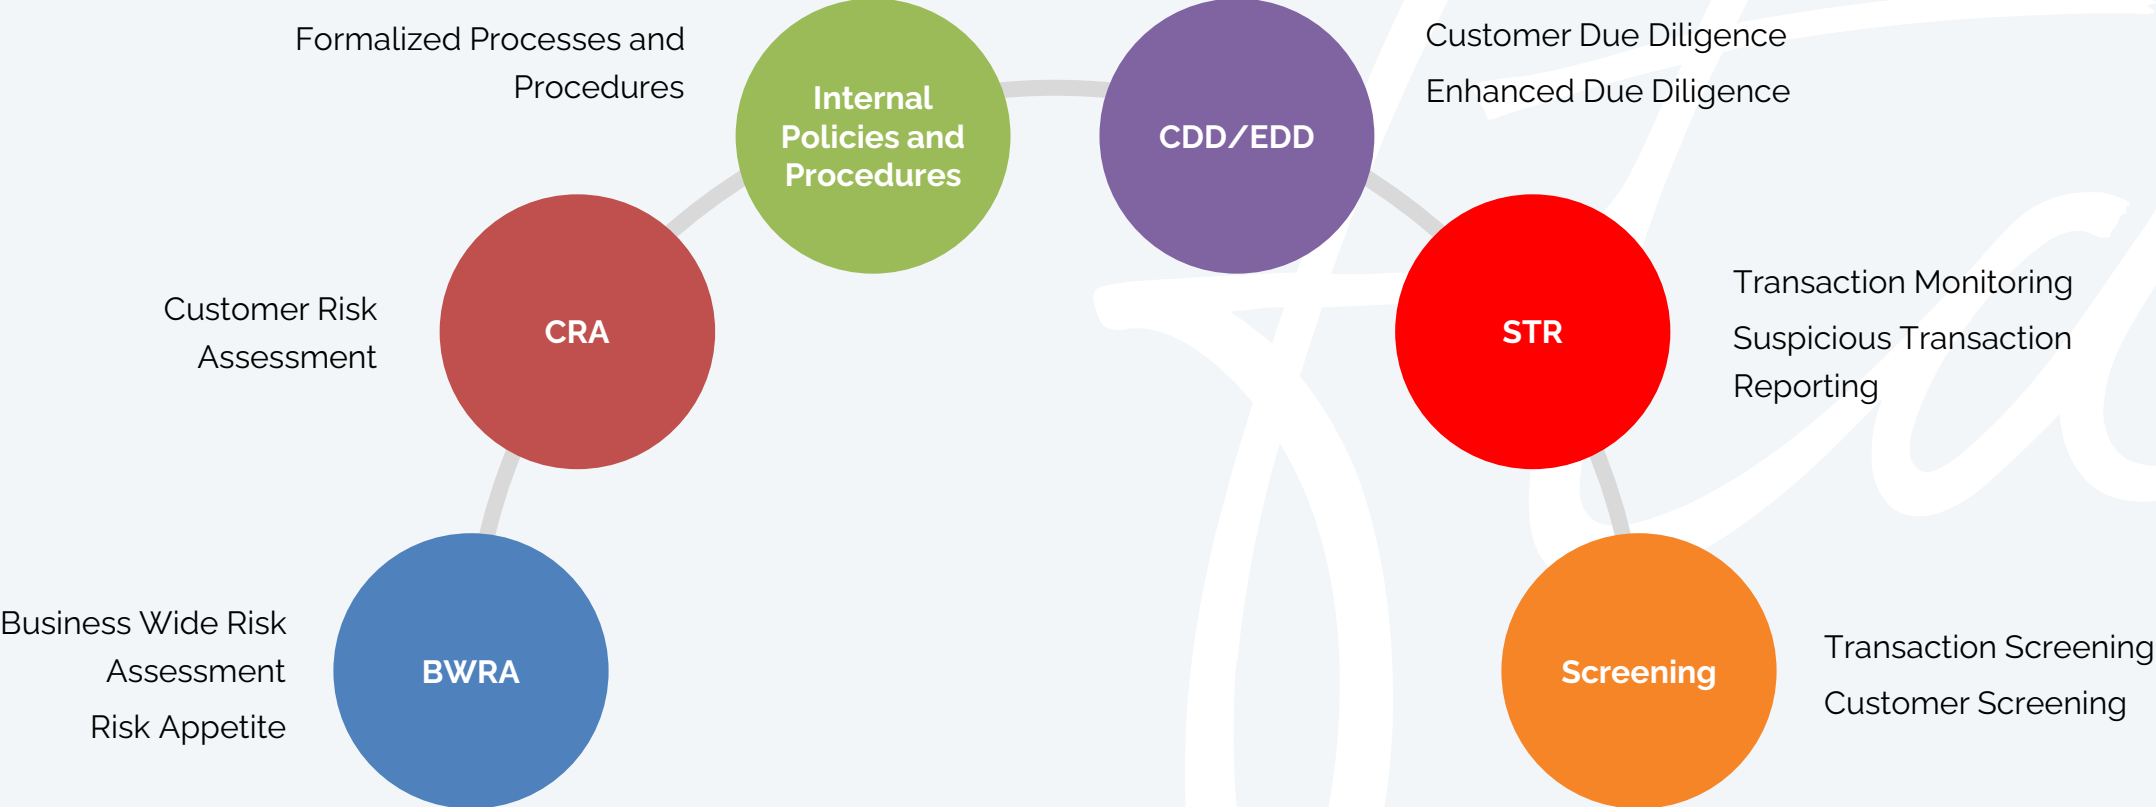 Formalized Processes and
Procedures
Internal
Policies and
Procedures
CDD/EDD
Customer Due Diligence
Enhanced Due Diligence
Customer Risk
Assessment
CRA
STR
Transaction Monitoring
Suspicious Transaction
Reporting
Business Wide Risk
Assessment
Risk Appetite
BWRA
Screening
Transaction Screening
Customer Screening